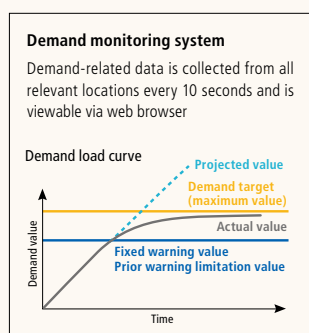 Demand monitoring system
Demand-related data is collected from all
relevant locations every 10 seconds and is
viewable via web browser
Demand load curve
Projected value
Demand target
(maximum value)
Actual value
Fixed warning value
Prior warning limitation value
Demand value
Time